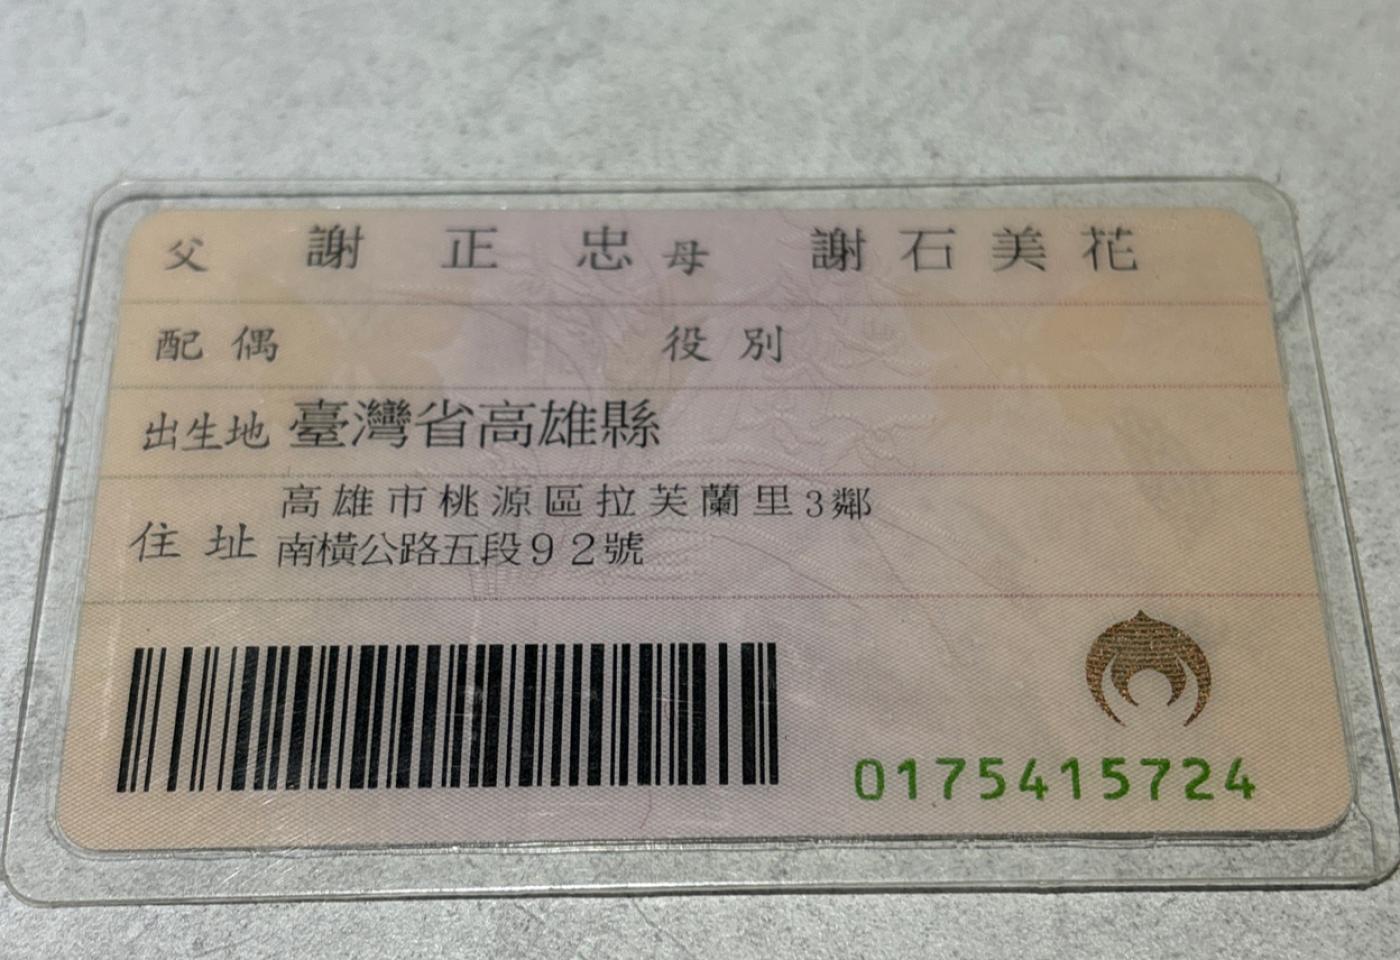 父 謝正忠 母 謝石美花
配偶 役別
出生地 臺灣省高雄縣
住址 高雄市桃源區拉芙蘭里3鄰
南橫公路五段92號
0175415724